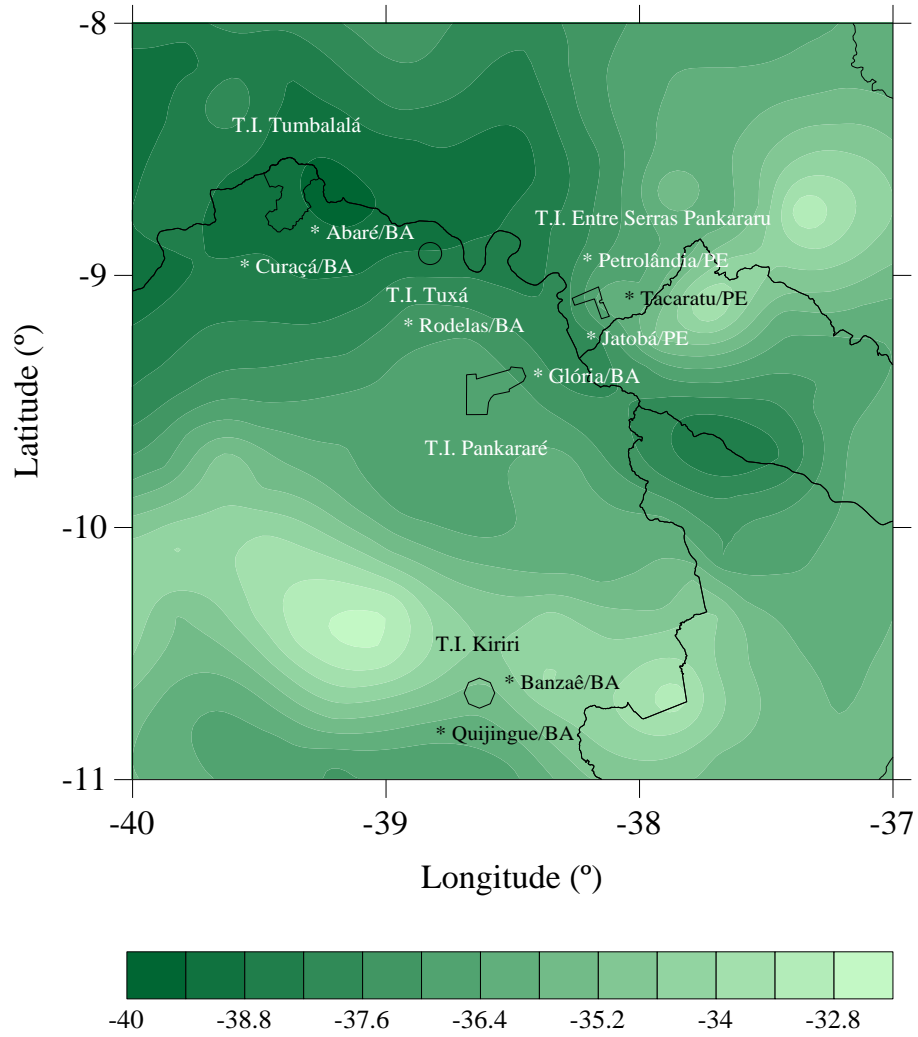 -8
T.I. Tumbalalá
T.I. Entre Serras Pankararu
* Abaré/BA
* Petrolândia/PE
* Curaçá/BA
-9
T.I. Tuxá
* Tacaratu/PE
* Rodelas/BA
* Jatobá/PE
* Glória/BA
Latitude (º)
T.I. Pankararé
-10
T.I. Kiriri
* Banzaê/BA
* Quijingue/BA
-11
-40 -39 -38 -37
Longitude (º)
-40 -38.8 -37.6 -36.4 -35.2 -34 -32.8